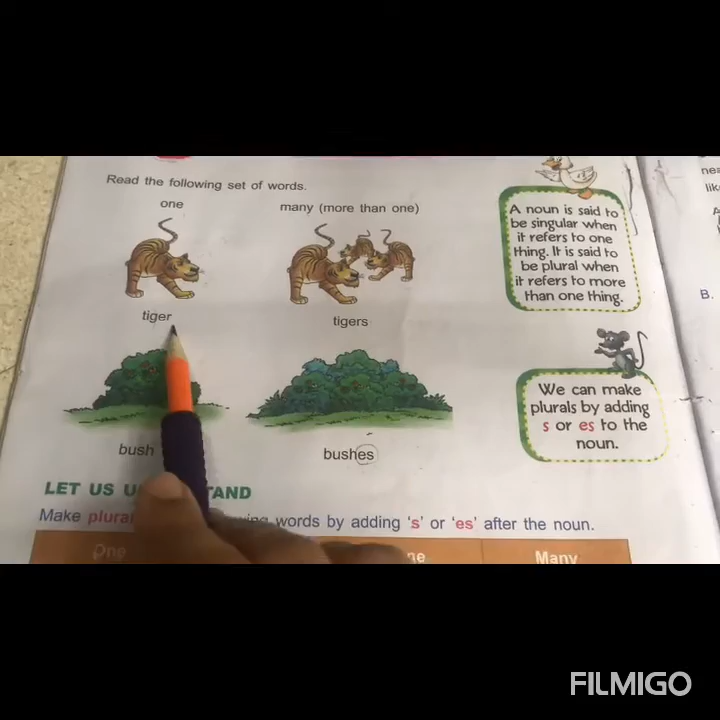 Read the following set of words.
one
many (more than one)
tiger
tigers
bush
bushes
A noun is said to
be singular when
it refers to one
thing. It is said to
be plural when
it refers to more
than one thing.
We can make
plurals by adding
s or es to the
noun.
LET US
Make
words by adding 's' or 'es' after the noun.
One
Many
B.
FILMIGO